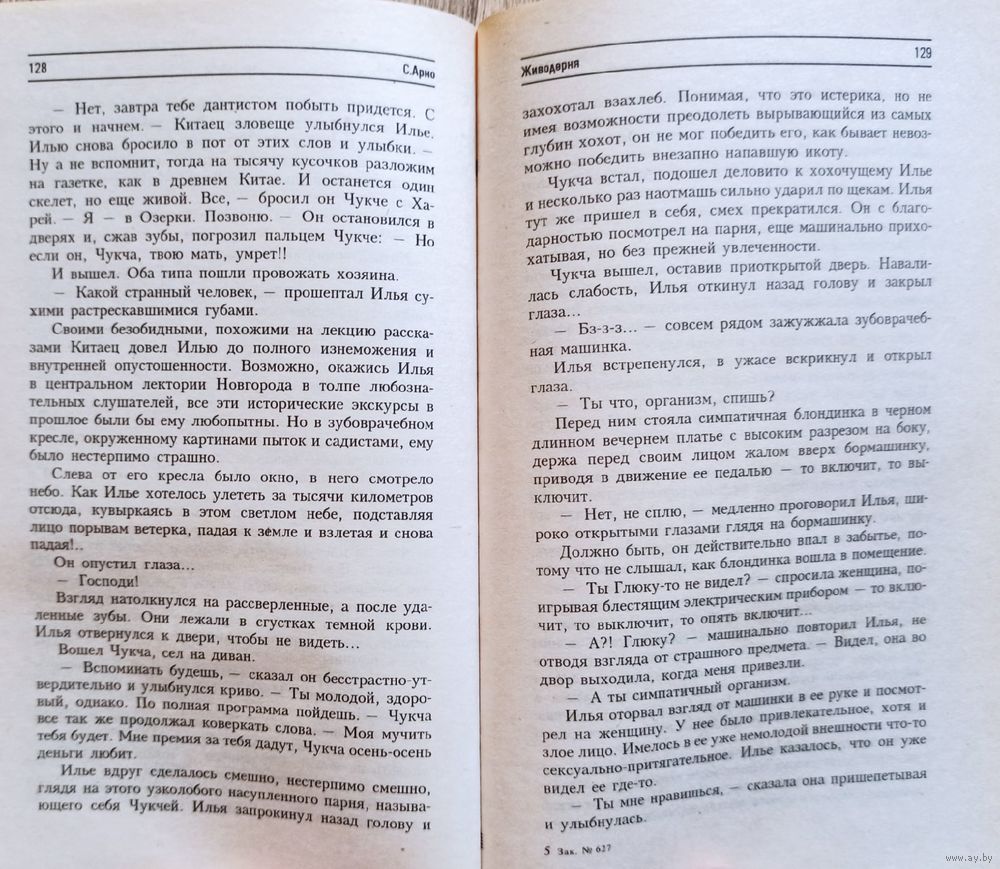 128
С.Арно
— Нет, завтра тебе дантистом побыть придется. С
этого и начнем. — Китаец зловеще улыбнулся Илье.
Илью снова бросило в пот от этих слов и улыбки. —
Ну а не вспомнит, тогда на тысячу кусочков разложим
на газетке, как в древнем Китае. И останется один
скелет, но еще живой. Все, — бросил он Чукче с Ха-
рей. — Я — в Озерки. Позвоню. — Он остановился в
дверях и, сжав зубы, погрозил пальцем Чукче: — Но
если он, Чукча, твою мать, умрет!!
И вышел. Оба типа пошли провожать хозяина.
— Какой странный человек, — прошептал Илья су-
хими растрескавшимися губами.
Своими безобидными, похожими на лекцию расска-
зами Китаец довел Илью до полного изнеможения и
внутренней опустошенности. Возможно, окажись Илья
в центральном лектории Новгорода в толпе любозна-
тельных слушателей, все эти исторические экскурсы в
прошлое были бы ему любопытны. Но в зубоврачебном
кресле, окруженному картинами пыток и садистами, ему
было нестерпимо страшно.
Слева от его кресла было окно, в него смотрело
небо. Как Илье хотелось улететь за тысячи километров
отсюда, кувыркаясь в этом светлом небе, подставляя
лицо порывам ветерка, падая к земле и взлетая и снова
падая!..
Он опустил глаза...
— Господи!
Взгляд натолкнулся на рассверленные, а после уда-
ленные зубы. Они лежали в сгустках темной крови.
Илья отвернулся к двери, чтобы не видеть...
Вошел Чукча, сел на диван.
— Вспоминать будешь, — сказал он бесстрастно-ут-
вердительно и улыбнулся криво. — Ты молодой, здоро-
вый, однако. По полная программа пойдешь. — Чукча
все так же продолжал коверкать слова. — Моя мучить
тебя будет. Мне премия за тебя дадут, Чукча осень-осень
деньги любит.
Илье вдруг сделалось смешно, нестерпимо смешно,
глядя на этого узколобого насупленного парня, называ-
ющего себя Чукчей. Илья запрокинул назад голову и
Живодерня
129
захохотал взахлеб. Понимая, что это истерика, но не
имея возможности преодолеть вырывающийся из самых
глубин хохот, он не мог победить его, как бывает невоз-
можно победить внезапно напавшую икоту.
Чукча встал, подошел деловито к хохочущему Илье
и несколько раз наотмашь сильно ударил по щекам. Илья
тут же пришел в себя, смех прекратился. Он с благо-
дарностью посмотрел на парня, еще машинально прихо-
хатывая, но без прежней увлеченности.
Чукча вышел, оставив приоткрытой дверь. Навали-
лась слабость, Илья откинул назад голову и закрыл
глаза...
— Бз-з-з... — совсем рядом зажужжала зубоврачеб-
ная машинка.
Илья встрепенулся, в ужасе вскрикнул и открыл
глаза.
— Ты что, организм, спишь?
Перед ним стояла симпатичная блондинка в черном
длинном вечернем платье с высоким разрезом на боку,
держа перед своим лицом жалом вверх бормашинку,
приводя в движение ее педалью — то включит, то вы-
ключит.
— Нет, не сплю, — медленно проговорил Илья, ши-
роко открытыми глазами глядя на бормашинку.
Должно быть, он действительно впал в забытье, по-
тому что не слышал, как блондинка вошла в помещение.
— Ты Глюку-то не видел? — спросила женщина, по-
игрывая блестящим электрическим прибором — то вклю-
чит, то выключит, то опять включит...
— А?! Глюку? — машинально повторил Илья, не
отводя взгляда от страшного предмета. — Видел, она во
двор выходила, когда меня привезли.
— А ты симпатичный организм.
Илья оторвал взгляд от машинки в ее руке и посмот-
рел на женщину. У нее было привлекательное, хотя и
злое лицо. Имелось в ее уже немолодой внешности что-то
сексуально-притягательное. Илье казалось, что он уже
видел ее где-то.
— Ты мне нравишься, — сказала она пришепетывая
и улыбнулась.
5 Зак. № 627
www.ay.by